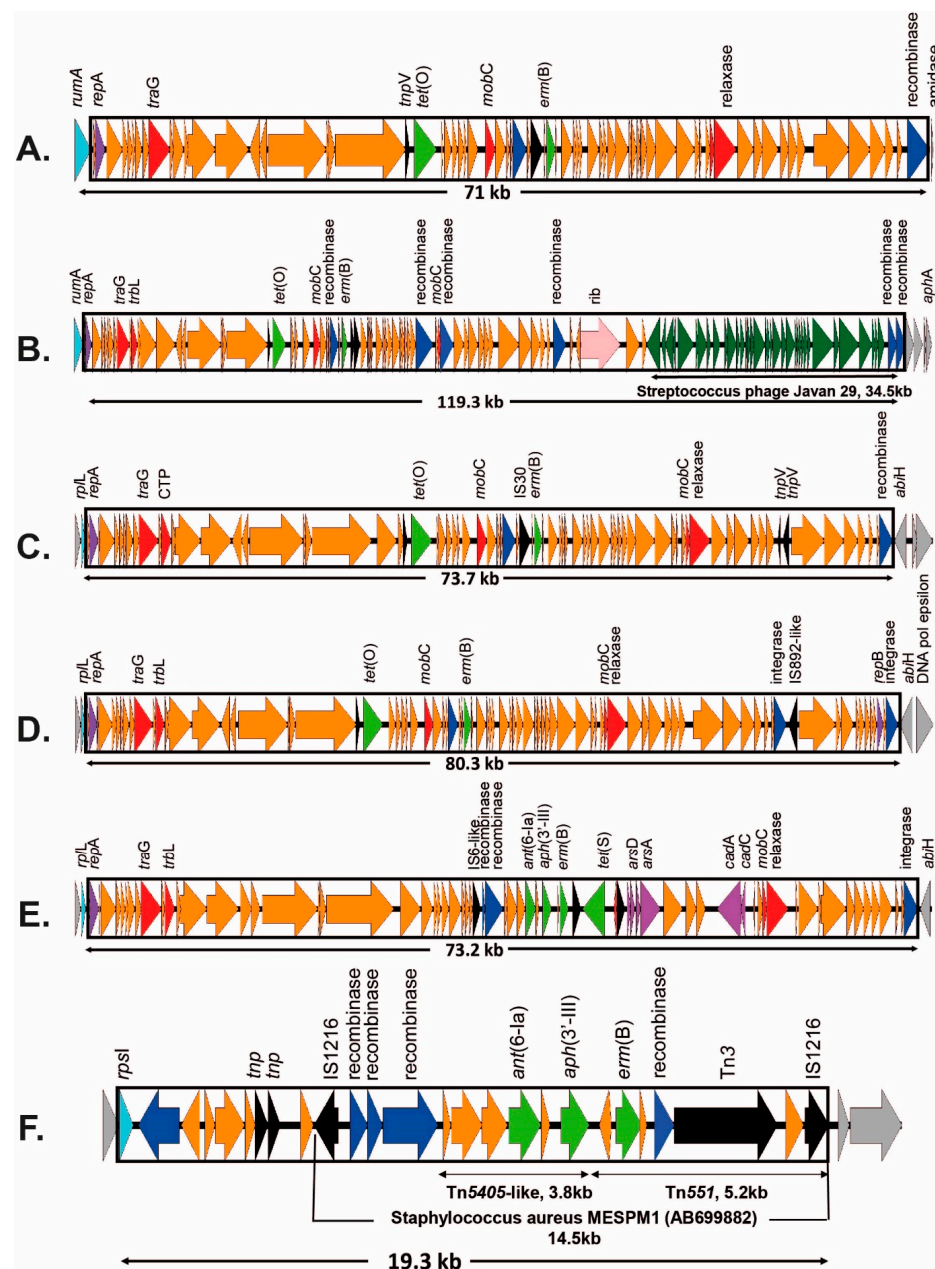 rumA repA traG tnpV tet(O) mobC erm(B) relaxase recombinase amidase
A.
71 kb
rumA repA traG trbL tet(O) mobC recombinase erm(B) recombinase mobC recombinase recombinase rib recombinase recombinase aphA
B.
Streptococcus phage Javan 29, 34.5kb
119.3 kb
rplL repA traG CTP tet(O) mobC IS30 erm(B) mobC relaxase tnpV tnpV recombinase abiH
C.
73.7 kb
rplL repA traG trbL tet(O) mobC erm(B) mobC relaxase integrase IS892-like repB integrase abiH DNA pol epsilon
D.
80.3 kb
rplL repA traG trbL IS6-like recombinase recombinase ant(6-Ia) aph(3'-III) erm(B) tet(S) arsD arsA cadA cadC mobC relaxase integrase abiH
E.
73.2 kb
rpsI tnp tnp IS1216 recombinase recombinase recombinase ant(6-Ia) aph(3'-III) erm(B) recombinase Tn3 IS1216
F.
Tn5405-like, 3.8kb Tn551, 5.2kb
Staphylococcus aureus MESPM1 (AB699882)
14.5kb
19.3 kb